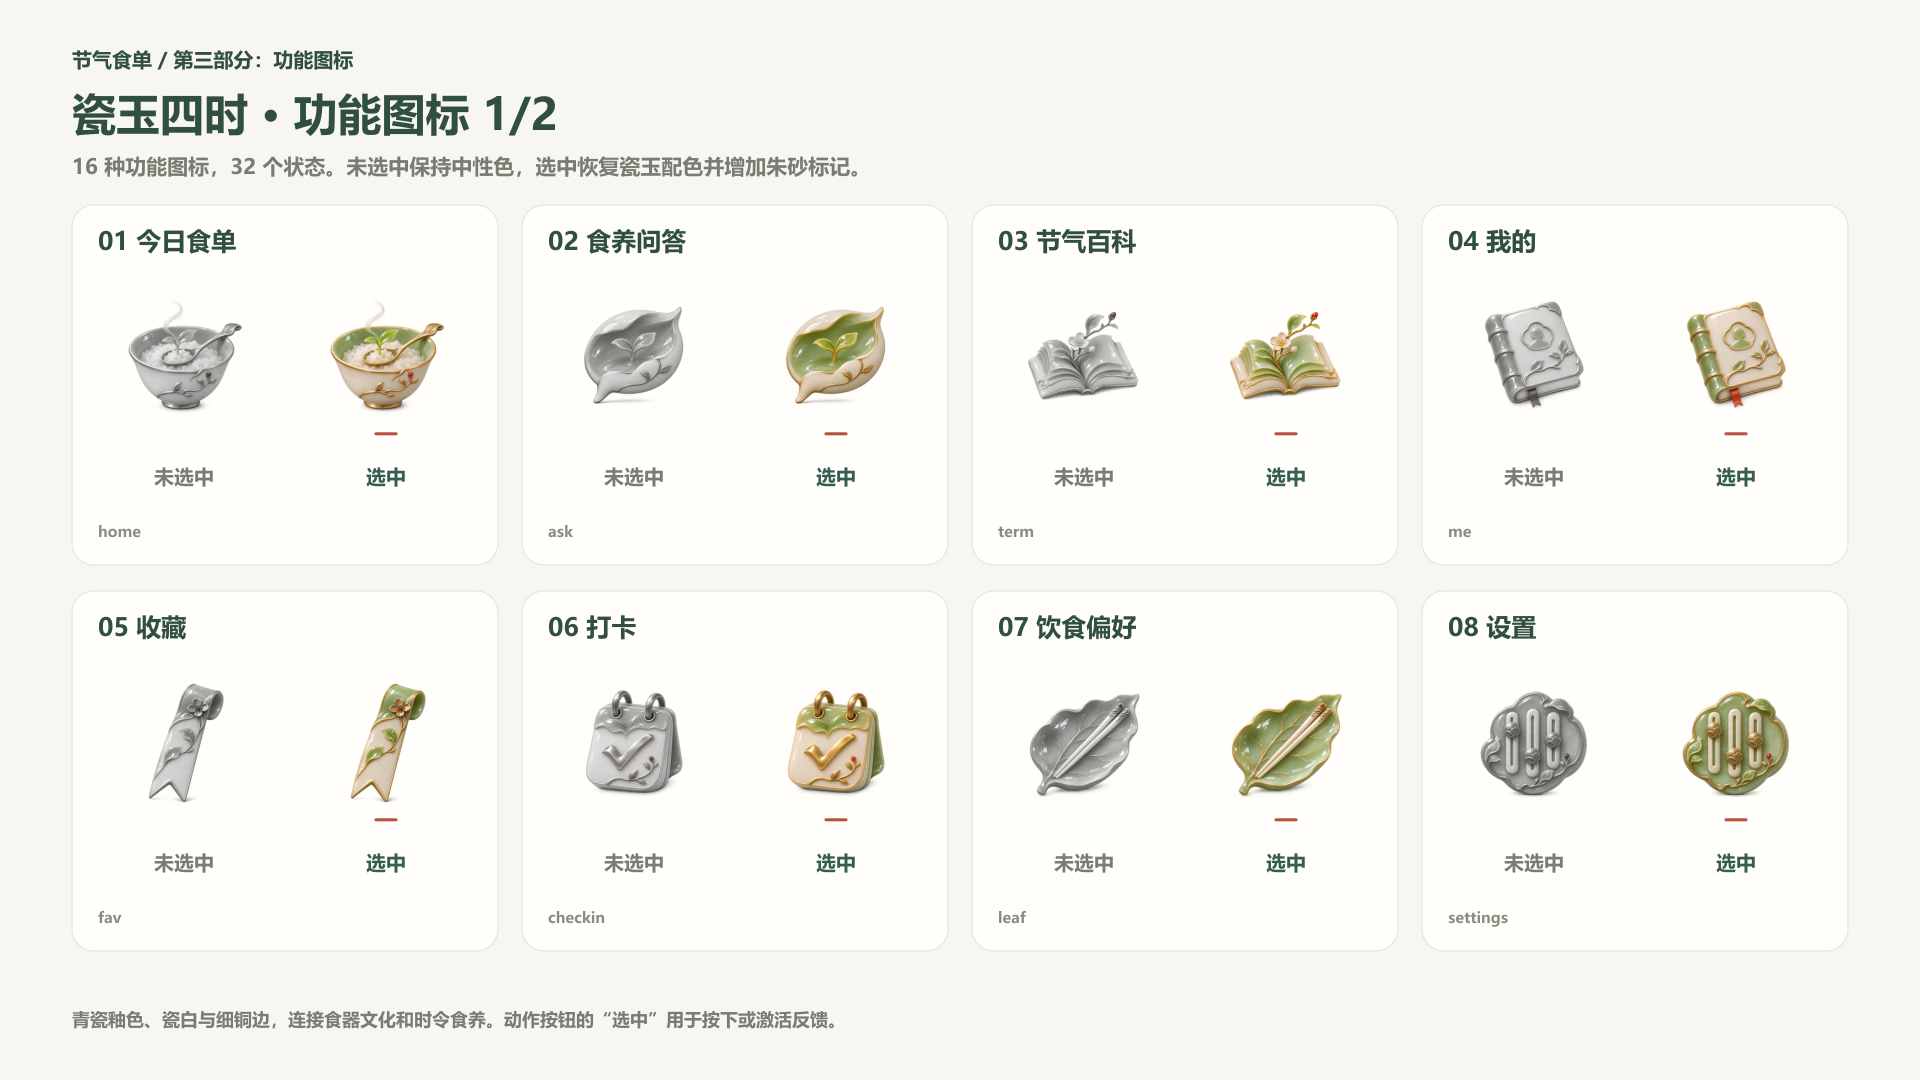 节气食单 / 第三部分：功能图标
瓷玉四时 • 功能图标 1/2
16 种功能图标，32 个状态。未选中保持中性色，选中恢复瓷玉配色并增加朱砂标记。
01 今日食单
未选中
选中
home
02 食养问答
未选中
选中
ask
03 节气百科
未选中
选中
term
04 我的
未选中
选中
me
05 收藏
未选中
选中
fav
06 打卡
未选中
选中
checkin
07 饮食偏好
未选中
选中
leaf
08 设置
未选中
选中
settings
青瓷釉色、瓷白与细铜边，连接食器文化和时令食养。动作按钮的“选中”用于按下或激活反馈。